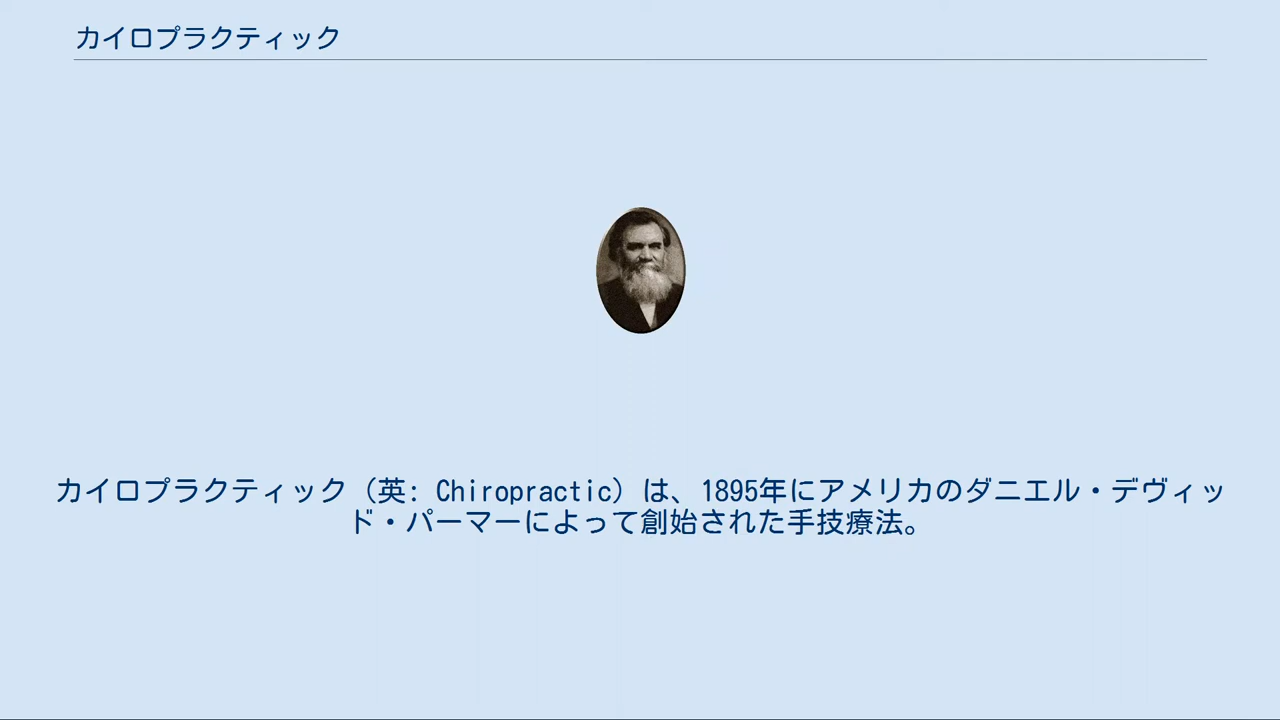 カイロプラクティック
カイロプラクティック（英: Chiropractic）は、1895年にアメリカのダニエル・デヴィッ
ド・パーマーによって創始された手技療法。